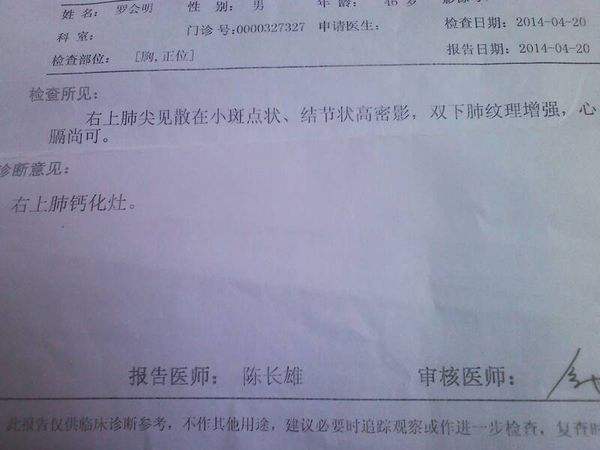 姓名: 罗会明 性别: 男 年龄: 46岁
科室: 门诊号:0000327327 申请医生: 检查日期: 2014-04-20
检查部位: [胸,正位] 报告日期: 2014-04-20
检查所见:
右上肺尖见散在小斑点状、结节状高密影，双下肺纹理增强，心
膈尚可。
诊断意见:
右上肺钙化灶。
报告医师: 陈长雄 审核医师:
此报告仅供临床诊断参考，不作其他用途，建议必要时追踪观察或作进一步检查，复查时